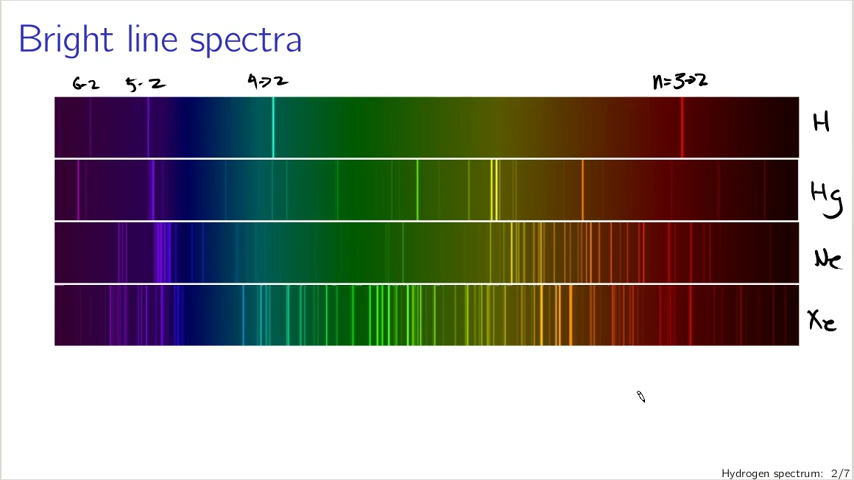 Bright line spectra
6-2 5-2 4->2 n=3->2
H
Hg
Ne
Xe
Hydrogen spectrum: 2/7